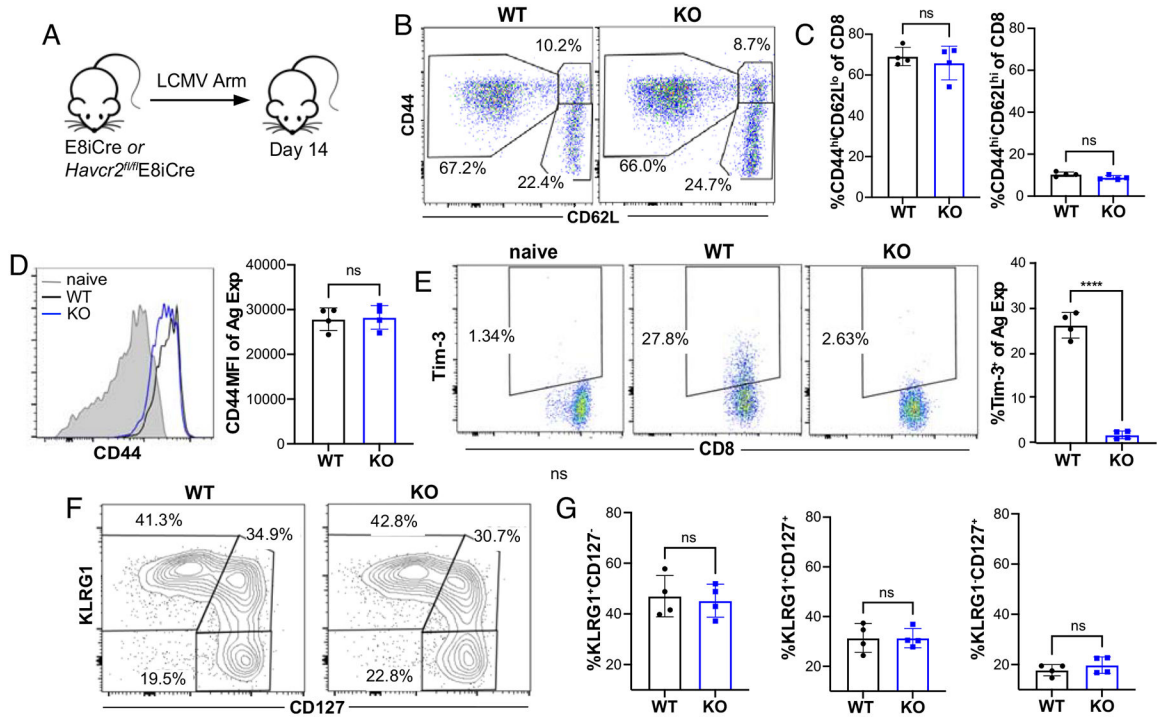 A
LCMV Arm
E8iCre or
Havcr2fl/flE8iCre
Day 14
B
WT
KO
10.2%
8.7%
CD44
67.2%
22.4%
66.0%
24.7%
CD62L
C
ns
%CD44hiCD62Llo of CD8
80
60
40
20
0
WT
KO
ns
%CD44hiCD62Lhi of CD8
80
60
40
20
0
WT
KO
D
naive
WT
KO
CD44
ns
CD44 MFI of Ag Exp
40000
30000
20000
10000
0
WT
KO
E
naive
WT
KO
Tim-3
1.34%
27.8%
2.63%
CD8
****
%Tim-3+ of Ag Exp
40
30
20
10
0
WT
KO
ns
F
WT
KO
41.3%
34.9%
42.8%
30.7%
KLRG1
19.5%
22.8%
CD127
G
ns
%KLRG1+CD127-
80
60
40
20
WT
KO
ns
%KLRG1+CD127+
80
60
40
20
WT
KO
ns
%KLRG1-CD127+
80
60
40
20
WT
KO